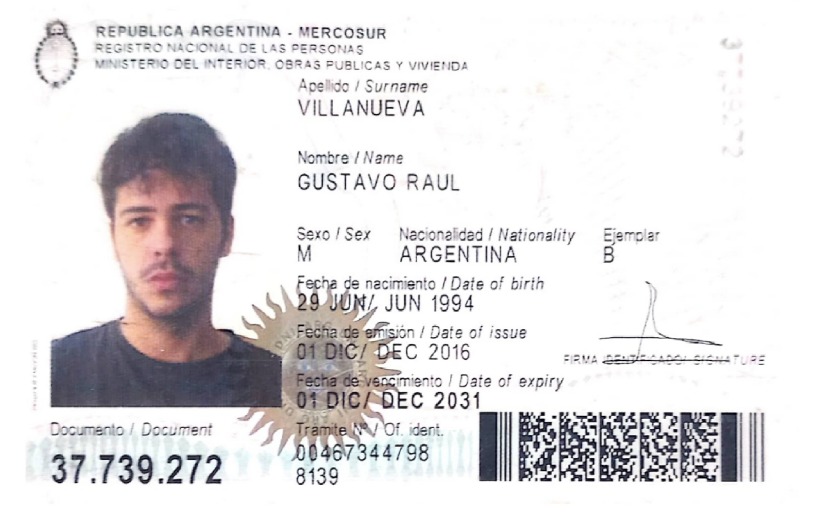 REPUBLICA ARGENTINA - MERCOSUR
REGISTRO NACIONAL DE LAS PERSONAS
MINISTERIO DEL INTERIOR, OBRAS PUBLICAS Y VIVIENDA
Apellido / Surname
VILLANUEVA
Nombre / Name
GUSTAVO RAUL
Sexo / Sex Nacionalidad / Nationality Ejemplar
M ARGENTINA B
Fecha de nacimiento / Date of birth
29 JUN/ JUN 1994
Fecha de emisión / Date of issue
01 DIC/ DEC 2016
FIRMA IDENTIFICADO/ SIGNATURE
Fecha de vencimiento / Date of expiry
01 DIC/ DEC 2031
Documento / Document
37.739.272
Tramite Nº / Of. ident.
00467344798
8139